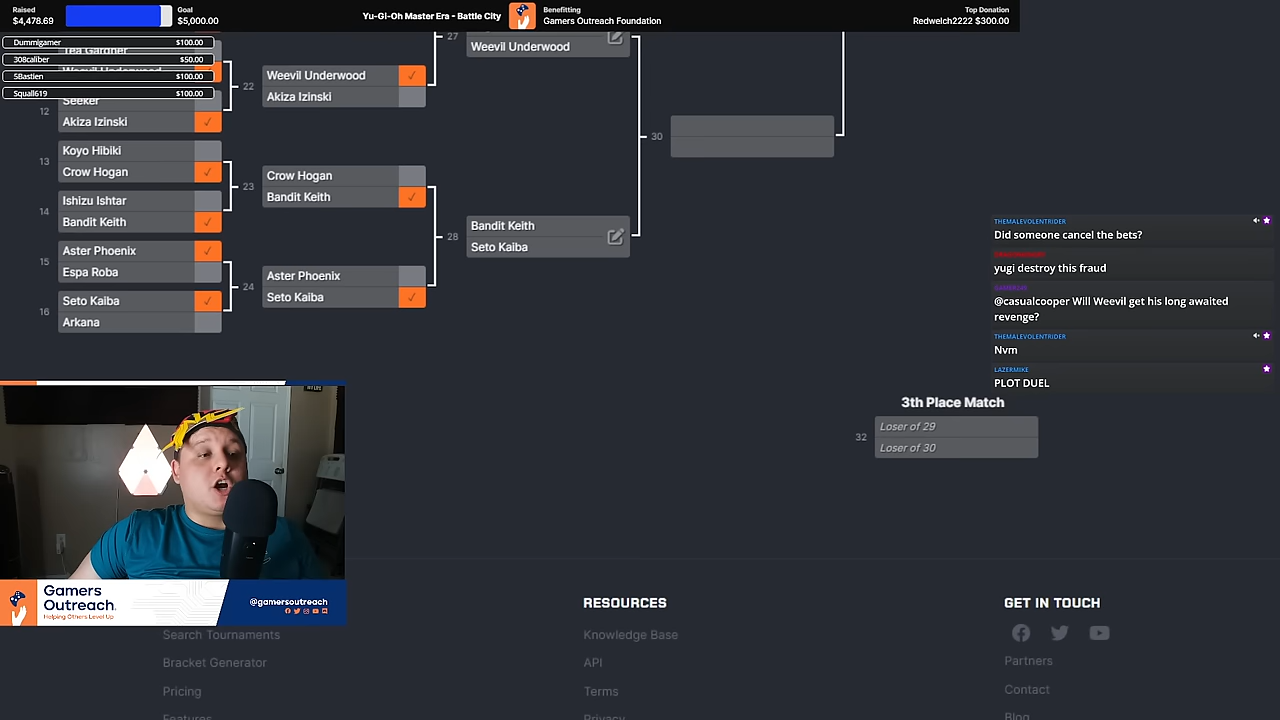 Raised
$4,478.69
Goal
$5,000.00
Yu-Gi-Oh Master Era - Battle City
Benefitting
Gamers Outreach Foundation
Top Donation
Redwelch2222 $300.00
Dummigamer $100.00
308caliber $50.00
5Bastien $100.00
Squall619 $100.00
Tea Gardner
Weevil Underwood
12
Seeker
Akiza Izinski
13
Koyo Hibiki
Crow Hogan
14
Ishizu Ishtar
Bandit Keith
15
Aster Phoenix
Espa Roba
16
Seto Kaiba
Arkana
22
Weevil Underwood
Akiza Izinski
23
Crow Hogan
Bandit Keith
24
Aster Phoenix
Seto Kaiba
27
Weevil Underwood
28
Bandit Keith
Seto Kaiba
30
3th Place Match
32
Loser of 29
Loser of 30
THEMALEVOLENTRIDER
Did someone cancel the bets?
yugi destroy this fraud
@casualcooper Will Weevil get his long awaited
revenge?
THEMALEVOLENTRIDER
Nvm
LAZERMIKE
PLOT DUEL
Gamers
Outreach.
Helping Others Level Up
@gamersoutreach
Search Tournaments
Bracket Generator
Pricing
Features
RESOURCES
Knowledge Base
API
Terms
Privacy
GET IN TOUCH
Partners
Contact
Blog